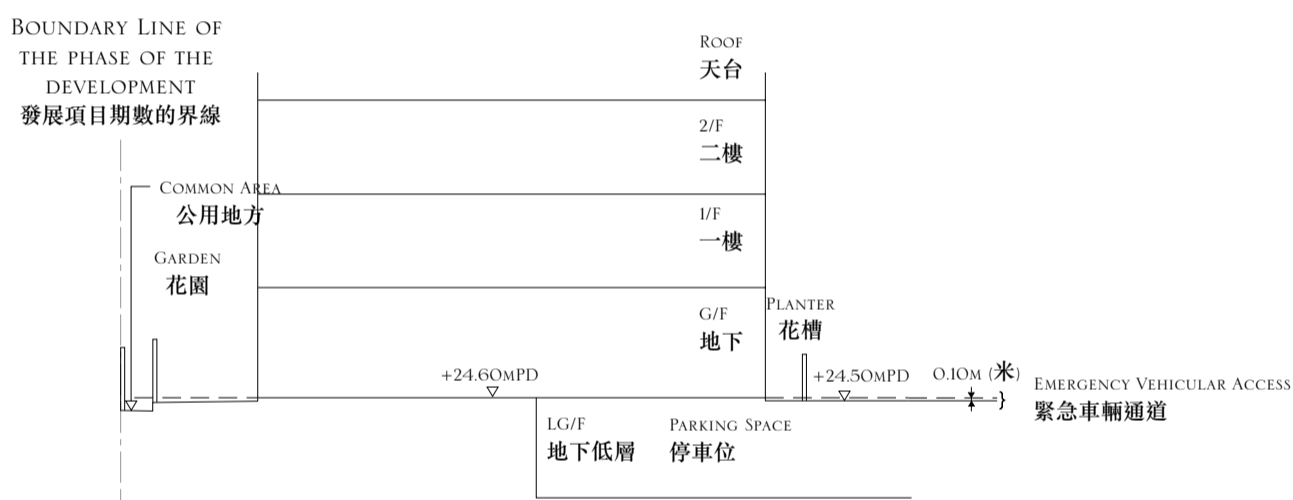 BOUNDARY LINE OF
THE PHASE OF THE
DEVELOPMENT
發展項目期數的界線
ROOF
天台
2/F
二樓
COMMON AREA
公用地方
1/F
一樓
GARDEN
花園
G/F
地下
PLANTER
花槽
+24.60MPD
+24.50MPD
0.10M (米)
EMERGENCY VEHICULAR ACCESS
緊急車輛通道
LG/F
地下低層
PARKING SPACE
停車位